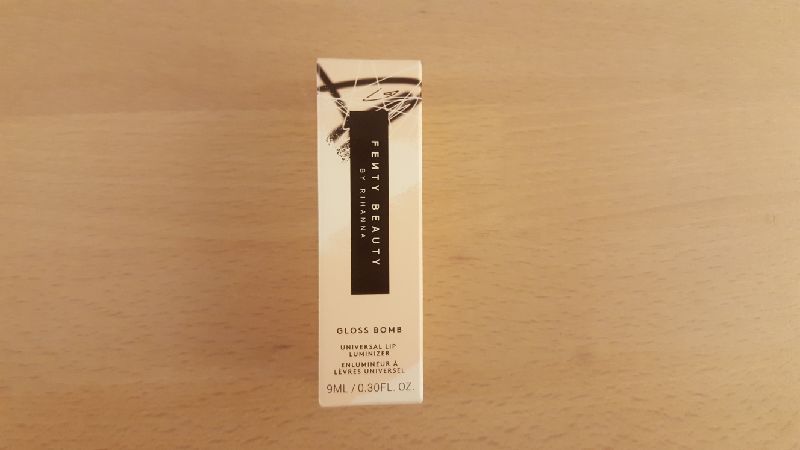 FENTY BEAUTY
BY RIHANNA
GLOSS BOMB
UNIVERSAL LIP
LUMINIZER
ENLUMINEUR À
LÈVRES UNIVERSEL
9ML / 0.30FL. OZ.